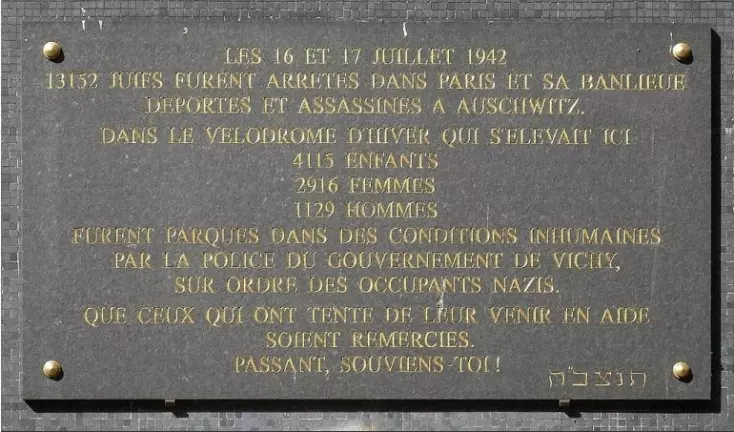 LES 16 ET 17 JUILLET 1942
13152 JUIFS FURENT ARRETES DANS PARIS ET SA BANLIEUE
DEPORTES ET ASSASSINES A AUSCHWITZ.
DANS LE VELODROME D'HIVER QUI S'ELEVAIT ICI
4115 ENFANTS
2916 FEMMES
1129 HOMMES
FURENT PARQUES DANS DES CONDITIONS INHUMAINES
PAR LA POLICE DU GOUVERNEMENT DE VICHY,
SUR ORDRE DES OCCUPANTS NAZIS.
QUE CEUX QUI ONT TENTE DE LEUR VENIR EN AIDE
SOIENT REMERCIES.
PASSANT, SOUVIENS-TOI!
תנצב"ה